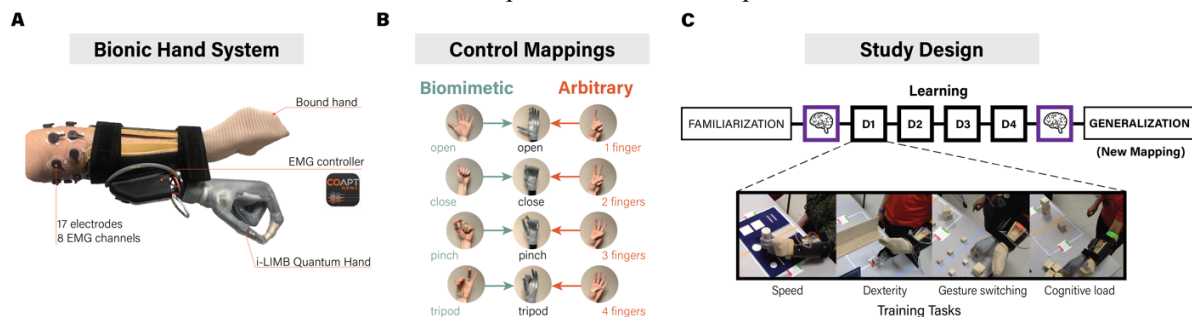 A
Bionic Hand System
Bound hand
EMG controller
COAPT
GEN2
17 electrodes
8 EMG channels
i-LIMB Quantum Hand
B
Control Mappings
Biomimetic
Arbitrary
open
open
1 finger
close
close
2 fingers
pinch
pinch
3 fingers
tripod
tripod
4 fingers
C
Study Design
Learning
FAMILIARIZATION
D1
D2
D3
D4
GENERALIZATION
(New Mapping)
Speed
Dexterity
Gesture switching
Cognitive load
Training Tasks